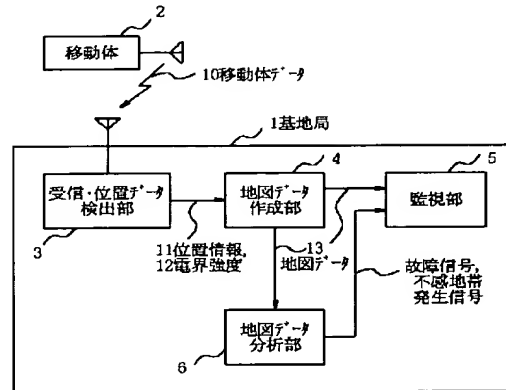 2
移動体
10移動体ﾃﾞｰﾀ
1基地局
4
5
受信・位置ﾃﾞｰﾀ
検出部
地図ﾃﾞｰﾀ
作成部
監視部
3
11位置情報,
12電界強度
13
地図ﾃﾞｰﾀ
故障信号,
不感地帯
発生信号
地図ﾃﾞｰﾀ
分析部
6